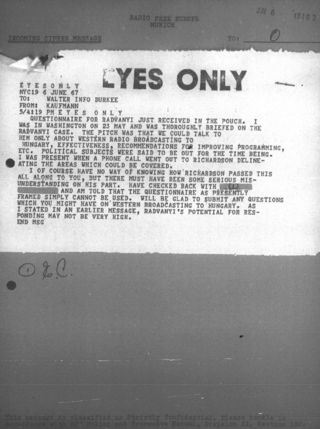 RADIO FREE EUROPE
MUNICH
INCOMING CIPHER MESSAGE
TO:
EYES ONLY
E Y E S O N L Y
NYC19 6 JUNE 67
TO: WALTER INFO DURKEE
FROM: KAUFMANN
5/4:19 PM E Y E S O N L Y
QUESTIONNAIRE FOR RADVANYI JUST RECEIVED IN THE POUCH. I
WAS IN WASHINGTON ON 23 MAY AND WAS THOROUGHLY BRIEFED ON THE
RADVANYI CASE. THE PITCH WAS THAT WE COULD TALK TO
HIM ONLY ABOUT WESTERN RADIO BROADCASTING TO
HUNGARY, EFFECTIVENESS, RECOMMENDATIONS FOR IMPROVING PROGRAMMING,
ETC. POLITICAL SUBJECTS WERE SAID TO BE OUT FOR THE TIME BEING.
I WAS PRESENT WHEN A PHONE CALL WENT OUT TO RICHARDSON DELINE-
ATING THE AREAS WHICH COULD BE COVERED.
I OF COURSE HAVE NO WAY OF KNOWING HOW RICHARDSON PASSED THIS
ALL ALONG TO YOU, BUT THERE MUST HAVE BEEN SOME SERIOUS MIS-
UNDERSTANDING ON HIS PART. HAVE CHECKED BACK WITH
AND AM TOLD THAT THE QUESTIONNAIRE AS PRESENTLY
FRAMED SIMPLY CANNOT BE USED. WILL BE GLAD TO SUBMIT ANY QUESTIONS
WHICH YOU MIGHT HAVE ON WESTERN BROADCASTING TO HUNGARY. AS
I STATED IN AN EARLIER MESSAGE, RADVANYI'S POTENTIAL FOR RES-
PONDING MAY NOT BE VERY HIGH.
END MSG